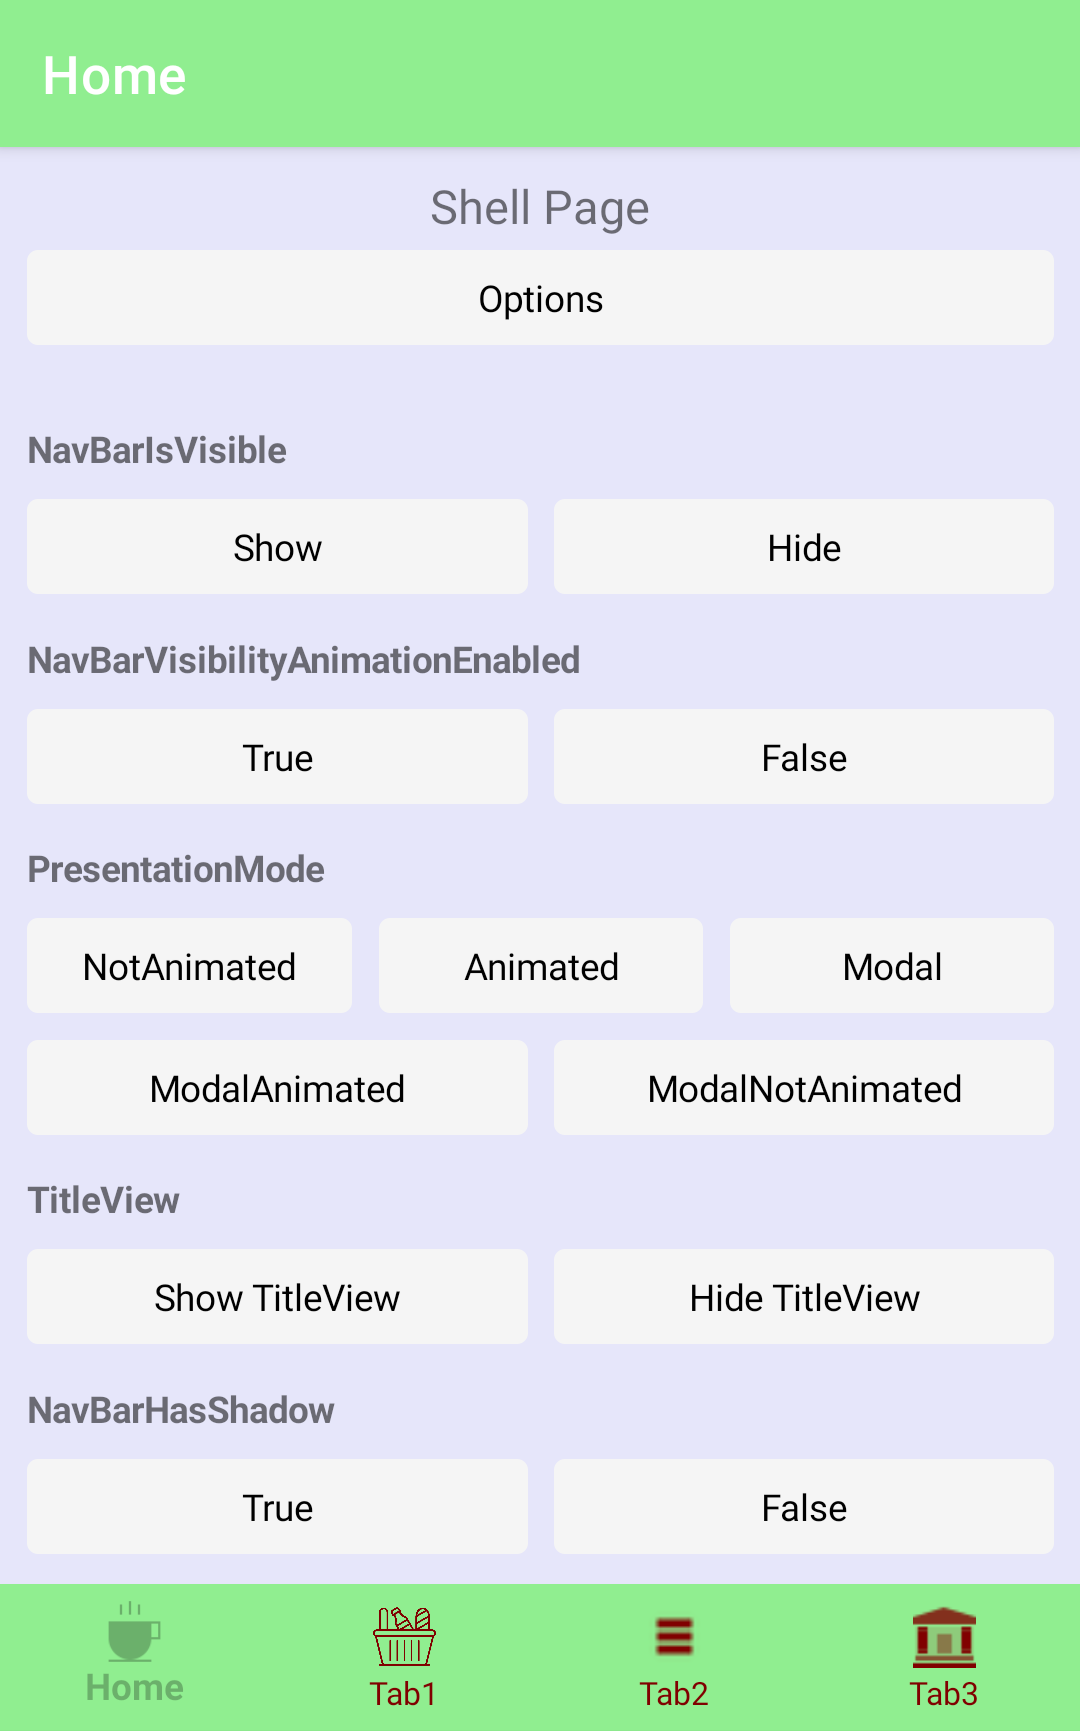 Home
Shell Page
Options
NavBarIsVisible
Show Hide
NavBarVisibilityAnimationEnabled
True False
PresentationMode
NotAnimated Animated Modal
ModalAnimated ModalNotAnimated
TitleView
Show TitleView Hide TitleView
NavBarHasShadow
True False
Home Tab1 Tab2 Tab3